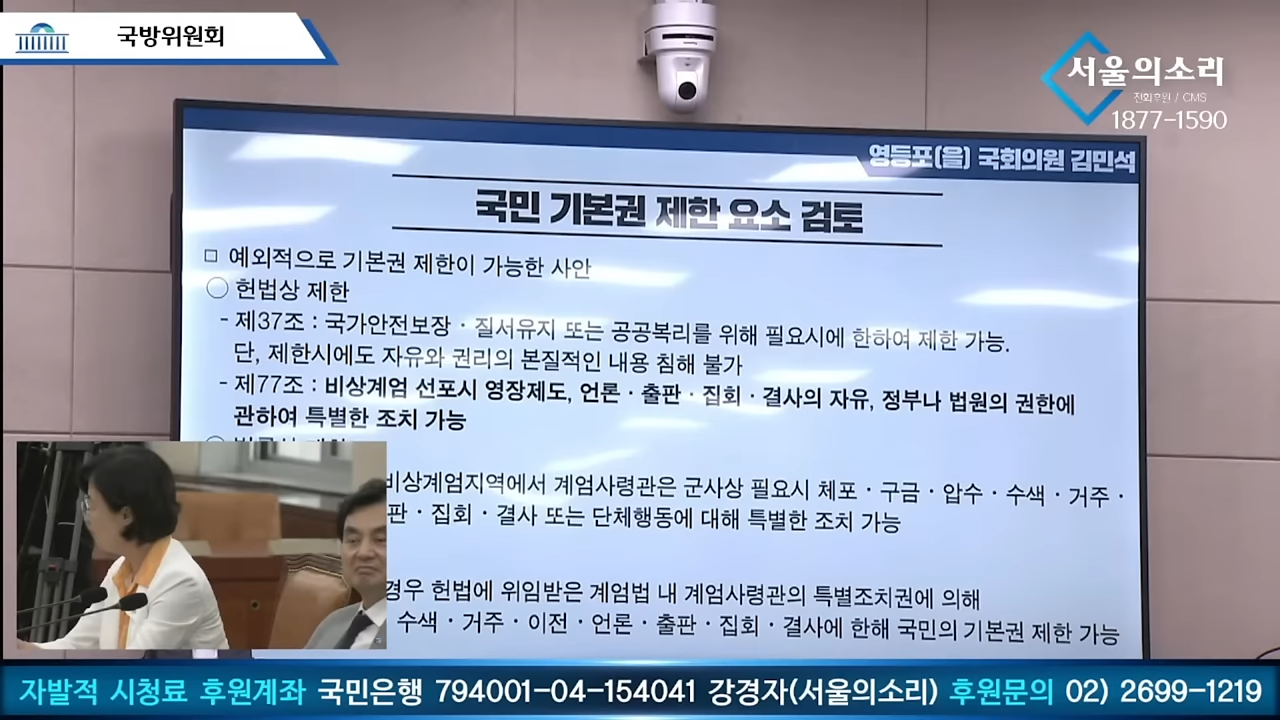 국방위원회
서울의소리
전화후원 / CMS
1877-1590
영등포(을) 국회의원 김민석
국민 기본권 제한 요소 검토
□ 예외적으로 기본권 제한이 가능한 사안
○ 헌법상 제한
- 제37조 : 국가안전보장 · 질서유지 또는 공공복리를 위해 필요시에 한하여 제한 가능.
단, 제한시에도 자유와 권리의 본질적인 내용 침해 불가
- 제77조 : 비상계엄 선포시 영장제도, 언론 · 출판 · 집회 · 결사의 자유, 정부나 법원의 권한에
관하여 특별한 조치 가능
비상계엄지역에서 계엄사령관은 군사상 필요시 체포 · 구금 · 압수 · 수색 · 거주 ·
판 · 집회 · 결사 또는 단체행동에 대해 특별한 조치 가능
경우 헌법에 위임받은 계엄법 내 계엄사령관의 특별조치권에 의해
수색 · 거주 · 이전 · 언론 · 출판 · 집회 · 결사에 한해 국민의 기본권 제한 가능
자발적 시청료 후원계좌 국민은행 794001-04-154041 강경자(서울의소리) 후원문의 02) 2699-1219